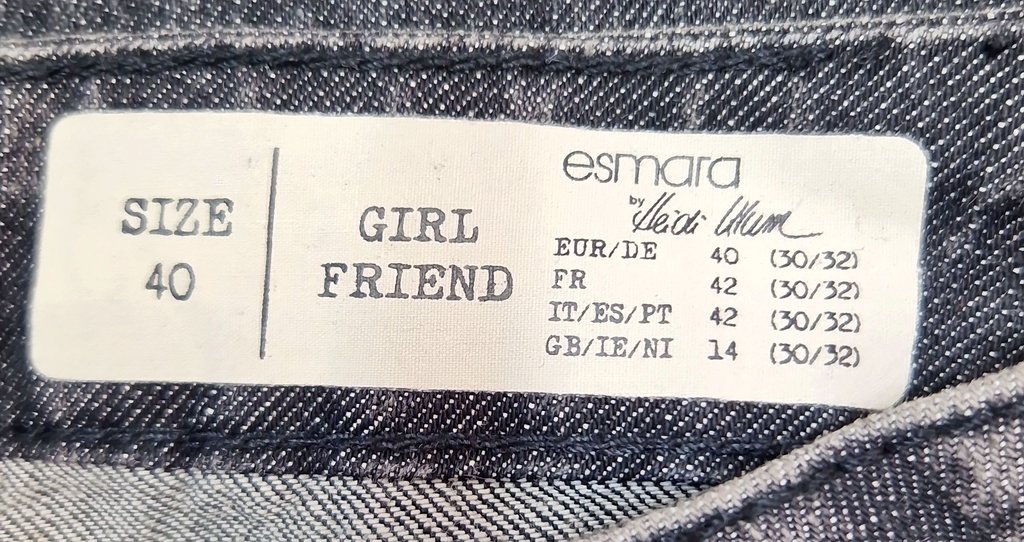 SIZE
40
GIRL
FRIEND
esmara
by Heidi Klum
EUR/DE 40 (30/32)
FR 42 (30/32)
IT/ES/PT 42 (30/32)
GB/IE/NI 14 (30/32)